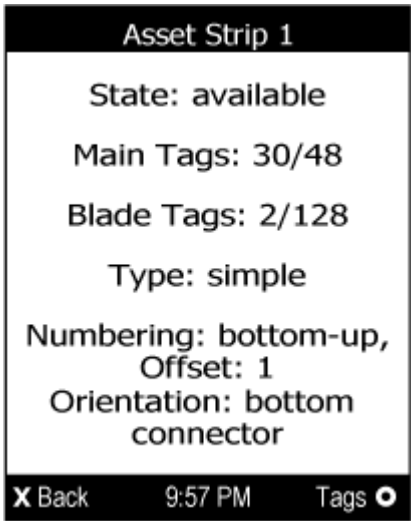 Asset Strip 1
State: available
Main Tags: 30/48
Blade Tags: 2/128
Type: simple
Numbering: bottom-up,
Offset: 1
Orientation: bottom
connector
X Back 9:57 PM Tags O